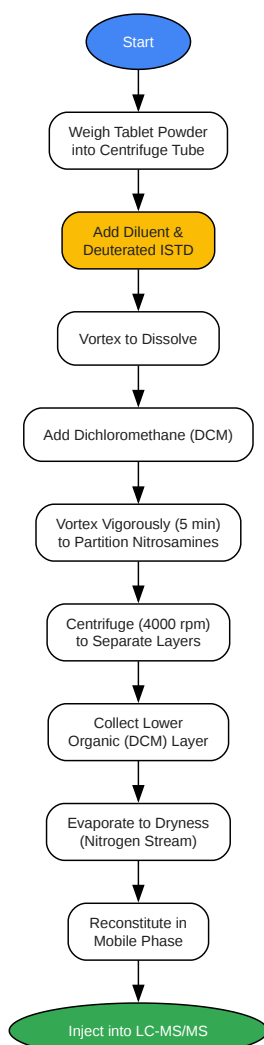 Start
Weigh Tablet Powder
into Centrifuge Tube
Add Diluent &
Deuterated ISTD
Vortex to Dissolve
Add Dichloromethane (DCM)
Vortex Vigorously (5 min)
to Partition Nitrosamines
Centrifuge (4000 rpm)
to Separate Layers
Collect Lower
Organic (DCM) Layer
Evaporate to Dryness
(Nitrogen Stream)
Reconstitute in
Mobile Phase
Inject into LC-MS/MS